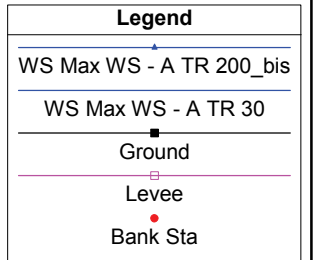 Legend
WS Max WS - A TR 200_bis
WS Max WS - A TR 30
Ground
Levee
Bank Sta